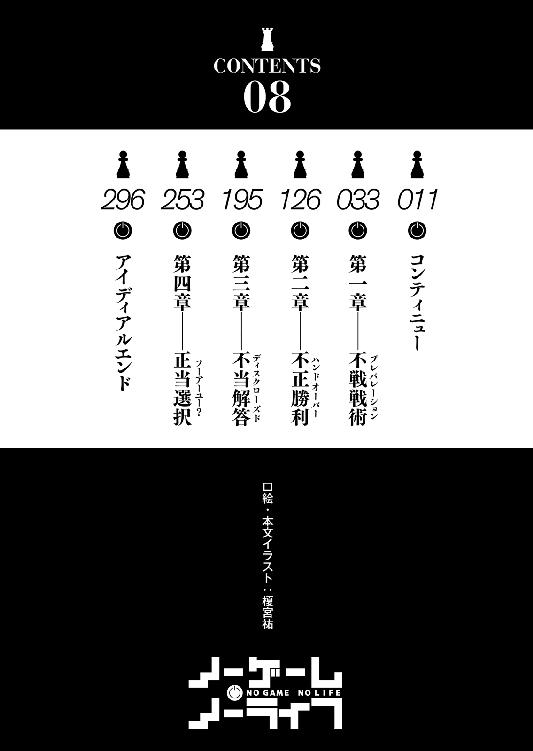 CONTENTS
08
011
コンティニュー
033
第一章――不戦戦術
プレパレーション
126
第二章――不正勝利
ハンドオーバー
195
第三章――不当解答
ディスクローズド
253
第四章――正当選択
ソーアーユー?
296
アイディアルエンド
口絵・本文イラスト:榎宮祐
ノーゲーム
NO GAME NO LIFE
ノーライフ